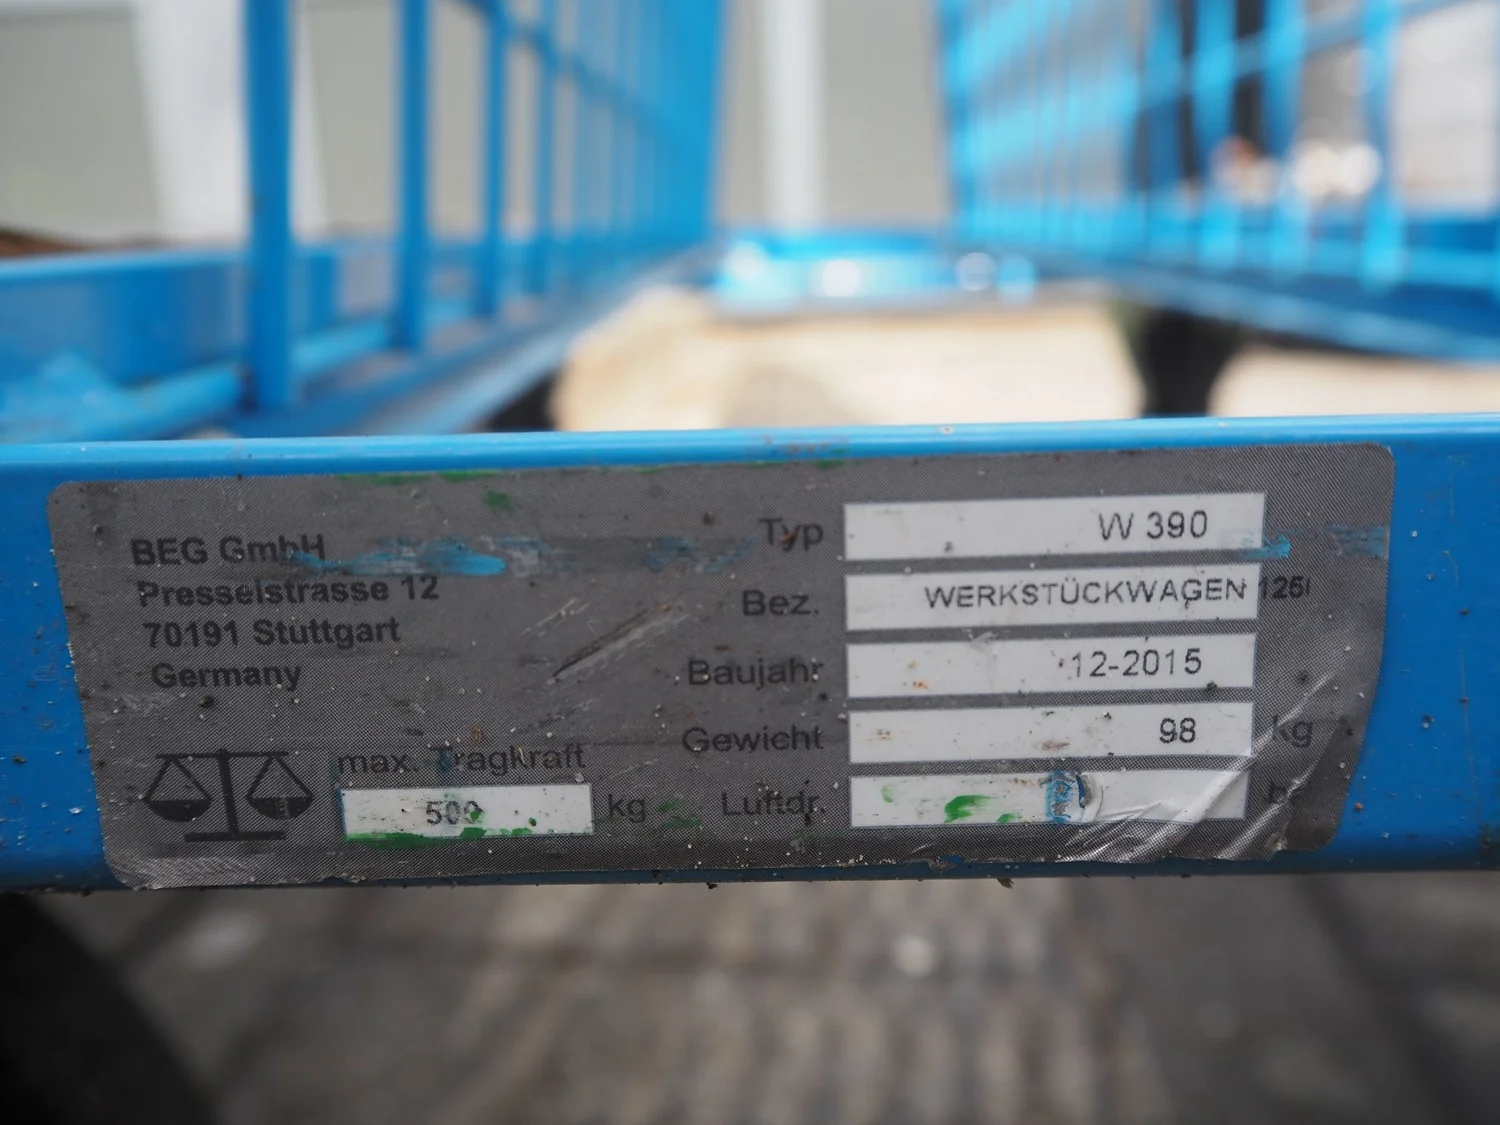 BEG GmbH
Presselstrasse 12
70191 Stuttgart
Germany
max. Tragkraft
500 kg
Typ W 390
Bez. WERKSTÜCKWAGEN
Baujahr 12-2015
Gewicht 98 kg
Luftdr.